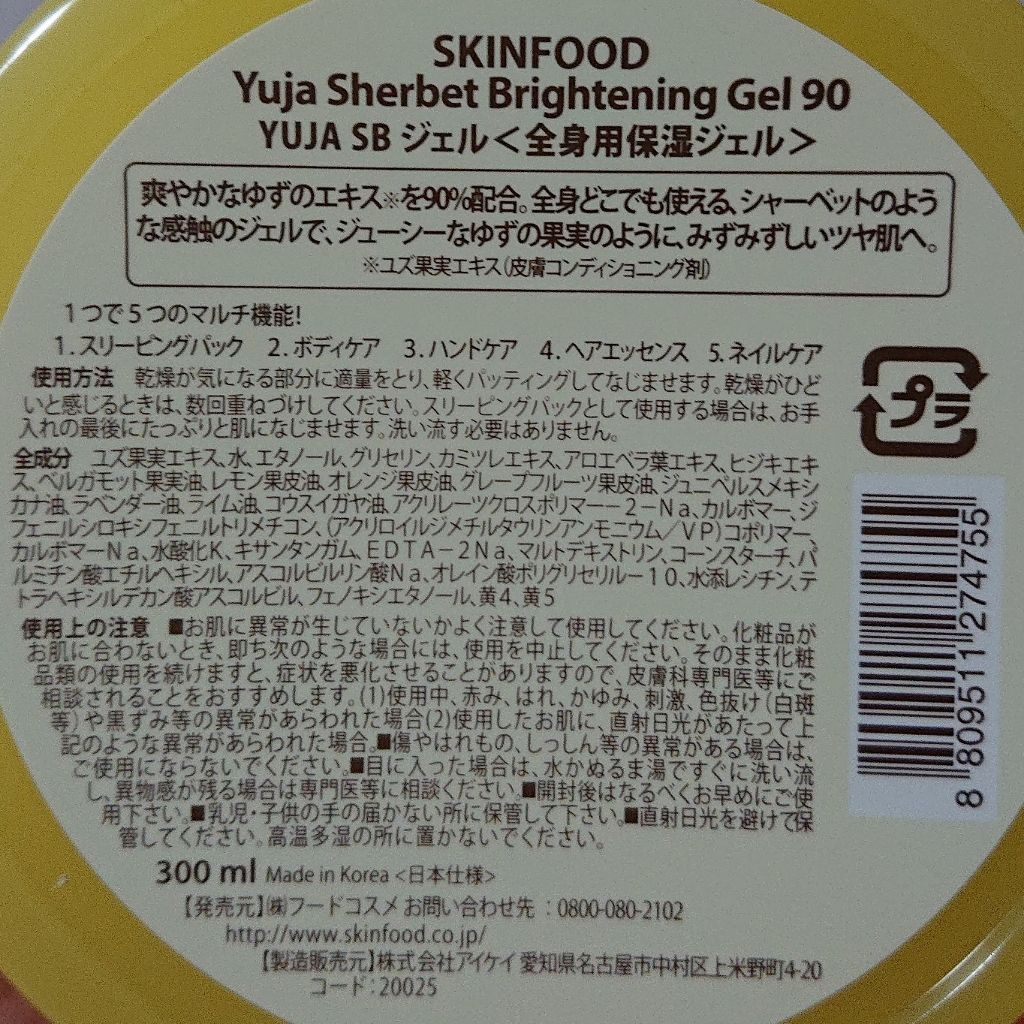 SKINFOOD
Yuja Sherbet Brightening Gel 90
YUJA SB ジェル＜全身用保湿ジェル＞
爽やかなゆずのエキス※を90%配合。全身どこでも使える、シャーベットのよう
な感触のジェルで、ジューシーなゆずの果実のように、みずみずしいツヤ肌へ。
※ユズ果実エキス（皮膚コンディショニング剤）
1つで5つのマルチ機能!
1.スリーピングパック 2.ボディケア 3.ハンドケア 4.ヘアエッセンス 5.ネイルケア
使用方法 乾燥が気になる部分に適量をとり、軽くパッティングしてなじませます。乾燥がひど
いと感じるときは、数回重ねづけしてください。スリーピングパックとして使用する場合は、お手
入れの最後にたっぷりと肌になじませます。洗い流す必要はありません。
プラ
全成分 ユズ果実エキス、水、エタノール、グリセリン、カミツレエキス、アロエベラ葉エキス、ヒジキエキ
ス、ベルガモット果実油、レモン果皮油、オレンジ果皮油、グレープフルーツ果皮油、ジュニペルスメキシ
カナ油、ラベンダー油、ライム油、コウスイガヤ油、アクリレーツクロスポリマー－2－Na、カルボマー、ジ
フェニルシロキシフェニルトリメチコン、（アクリロイルジメチルタウリンアンモニウム／VP）コポリマー、
カルボマーNa、水酸化K、キサンタンガム、EDTA－2Na、マルトデキストリン、コーンスターチ、パ
ルミチン酸エチルヘキシル、アスコルビルリン酸Na、オレイン酸ポリグリセリル－10、水添レシチン、テ
トラヘキシルデカン酸アスコルビル、フェノキシエタノール、黄4、黄5
使用上の注意 ■お肌に異常が生じていないかよく注意して使用してください。化粧品が
お肌に合わないとき、即ち次のような場合には、使用を中止してください。そのまま化粧
品類の使用を続けますと、症状を悪化させることがありますので、皮膚科専門医等にご
相談されることをおすすめします。(1)使用中、赤み、はれ、かゆみ、刺激、色抜け（白斑
等）や黒ずみ等の異常があらわれた場合(2)使用したお肌に、直射日光があたって上
記のような異常があらわれた場合。■傷やはれもの、しっしん等の異常がある場合は、
ご使用にならないでください。■目に入った場合は、水かぬるま湯ですぐに洗い流
し、異物感が残る場合は専門医等に相談ください。■開封後はなるべくお早めにご使
用下さい。■乳児・子供の手の届かない所に保管して下さい。■直射日光を避けて保
管してください。高温多湿の所に置かないでください。
8 809511 274755
300 ml Made in Korea <日本仕様>
【発売元】㈱フードコスメ お問い合わせ先 : 0800-080-2102
http://www.skinfood.co.jp/
【製造販売元】株式会社アイケイ 愛知県名古屋市中村区上米野町4-20
コード:20025